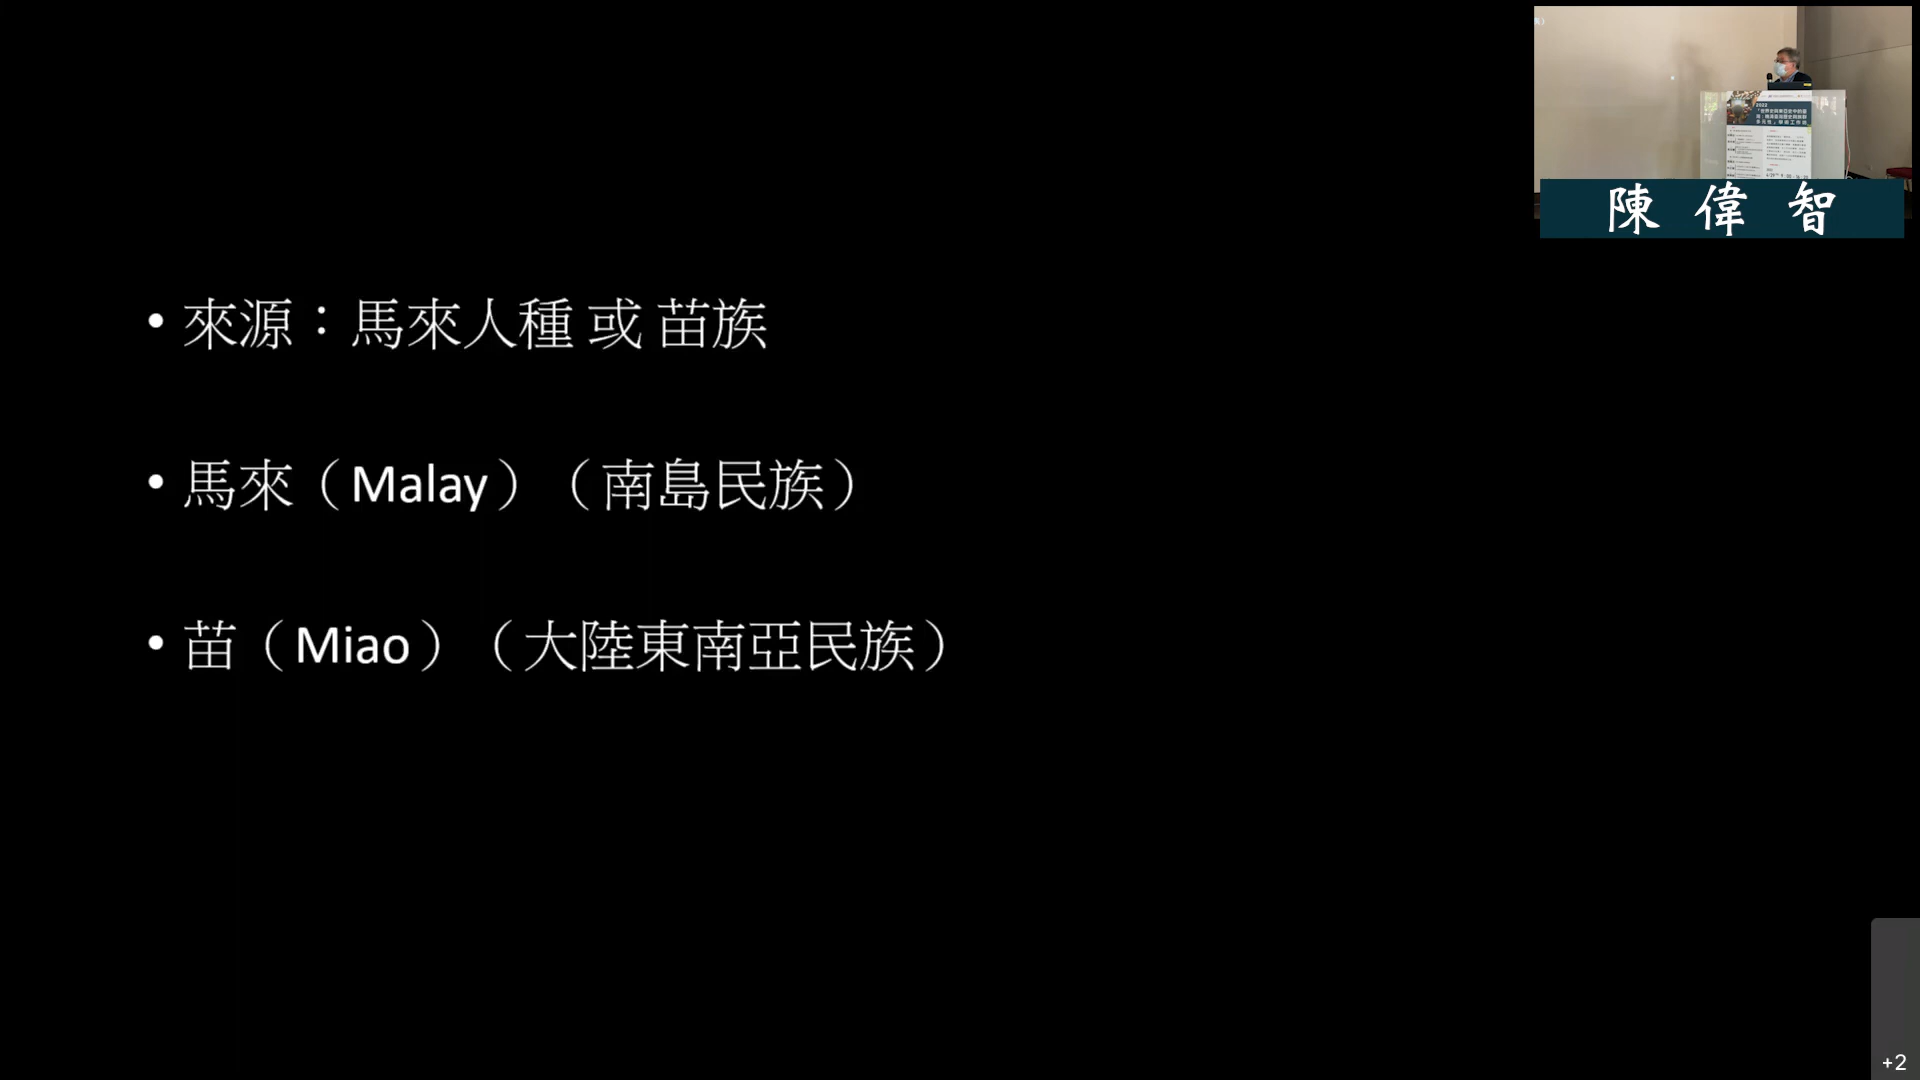 • 來源：馬來人種 或 苗族
• 馬來（Malay）（南島民族）
• 苗（Miao）（大陸東南亞民族）
2022
陳偉智
+2